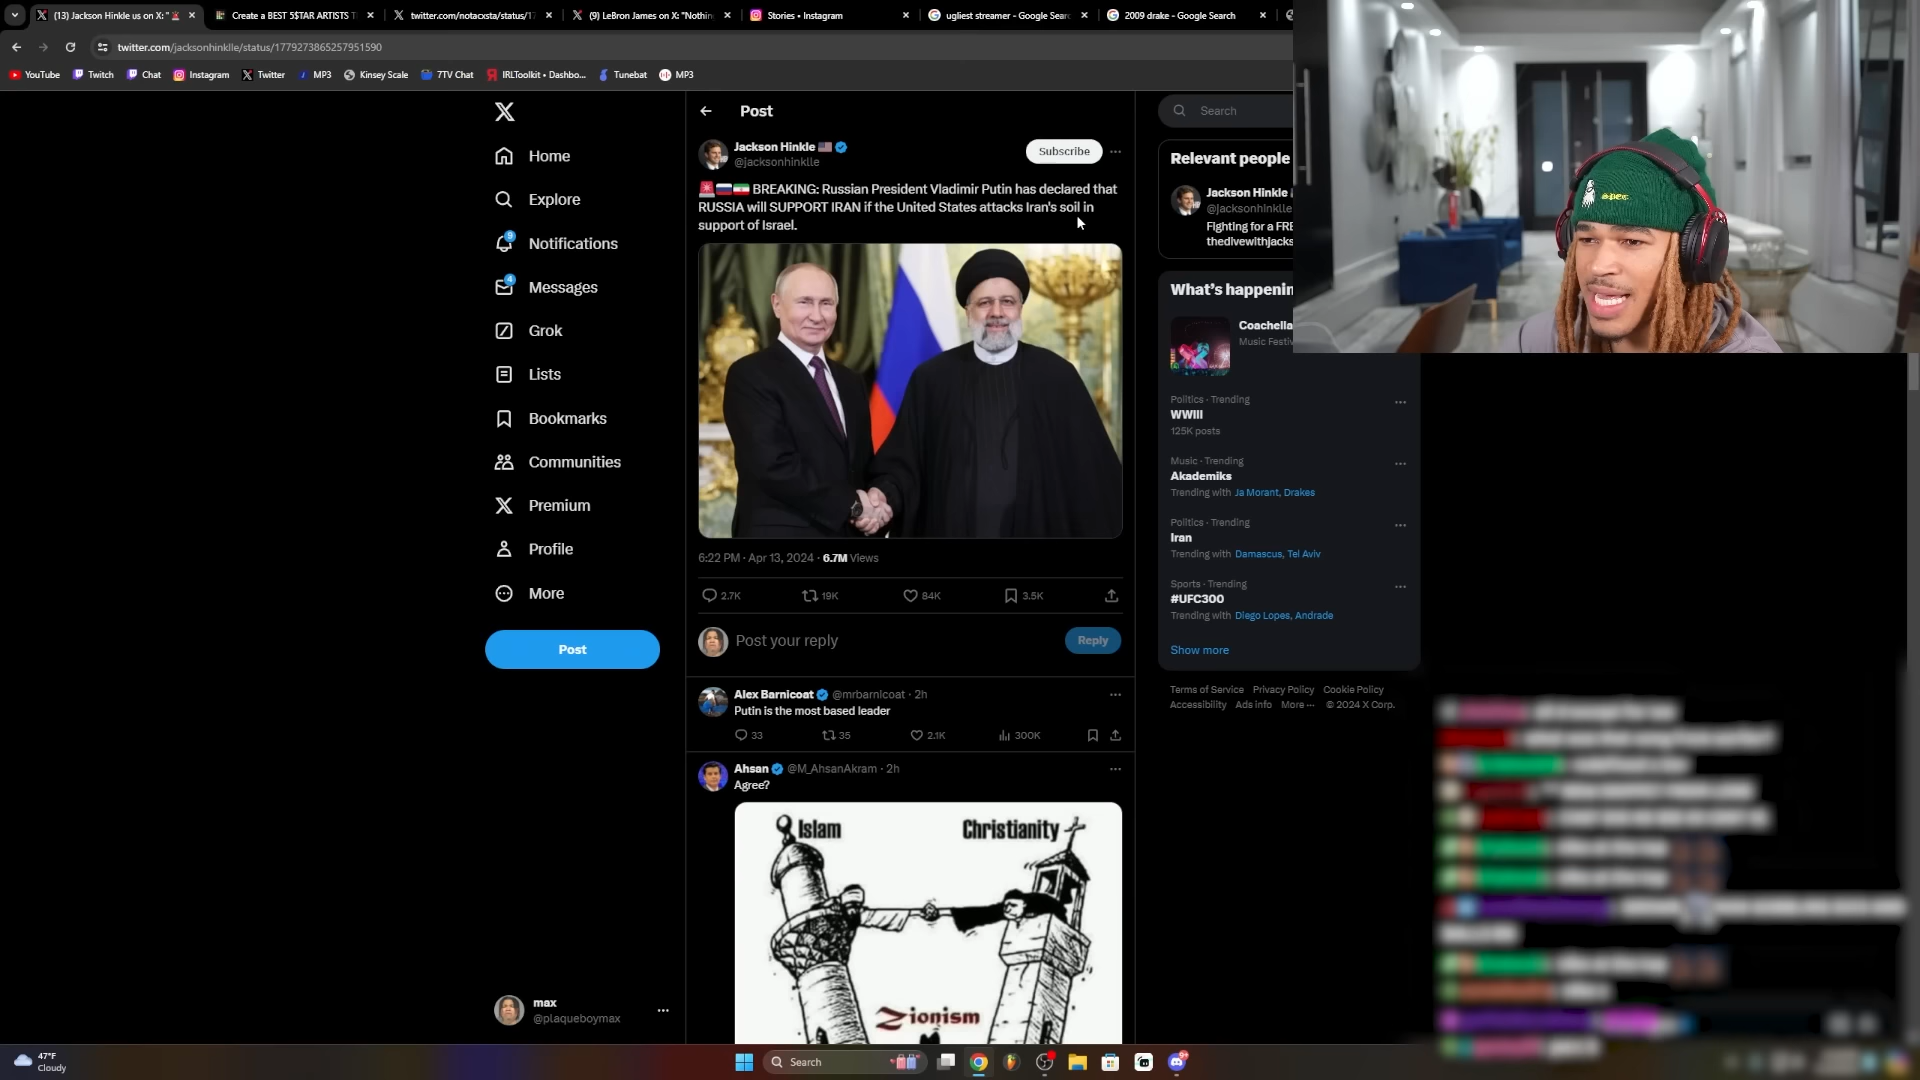 (13) Jackson Hinkle us on X: "
Create a BEST 5$TAR ARTISTS T
twitter.com/notacxsta/status/17
(9) LeBron James on X: "Nothin
Stories • Instagram
ugliest streamer - Google Sear
2009 drake - Google Search
twitter.com/jacksonhinklle/status/1779273865257951590
YouTube
Twitch
Chat
Instagram
Twitter
MP3
Kinsey Scale
7TV Chat
IRLToolkit • Dashbo...
Tunebat
MP3
Home
Explore
9
Notifications
4
Messages
Grok
Lists
Bookmarks
Communities
Premium
Profile
More
Post
max
@plaqueboymax
Post
Jackson Hinkle
@jacksonhinklle
Subscribe
BREAKING: Russian President Vladimir Putin has declared that
RUSSIA will SUPPORT IRAN if the United States attacks Iran's soil in
support of Israel.
6:22 PM · Apr 13, 2024 · 6.7M Views
2.7K
19K
84K
3.5K
Post your reply
Reply
Alex Barnicoat @mrbarnicoat · 2h
Putin is the most based leader
33
35
2.1K
300K
Ahsan @M_AhsanAkram · 2h
Agree?
Islam
Christianity
Zionism
Search
Relevant people
Jackson Hinkle
@jacksonhinklle
Fighting for a FRE
thedivewithjacks
What's happenin
Coachella
Music Festiv
Politics · Trending
WWIII
125K posts
Music · Trending
Akademiks
Trending with Ja Morant, Drakes
Politics · Trending
Iran
Trending with Damascus, Tel Aviv
Sports · Trending
#UFC300
Trending with Diego Lopes, Andrade
Show more
Terms of Service Privacy Policy Cookie Policy
Accessibility Ads info More ··· © 2024 X Corp.
47°F
Cloudy
Search